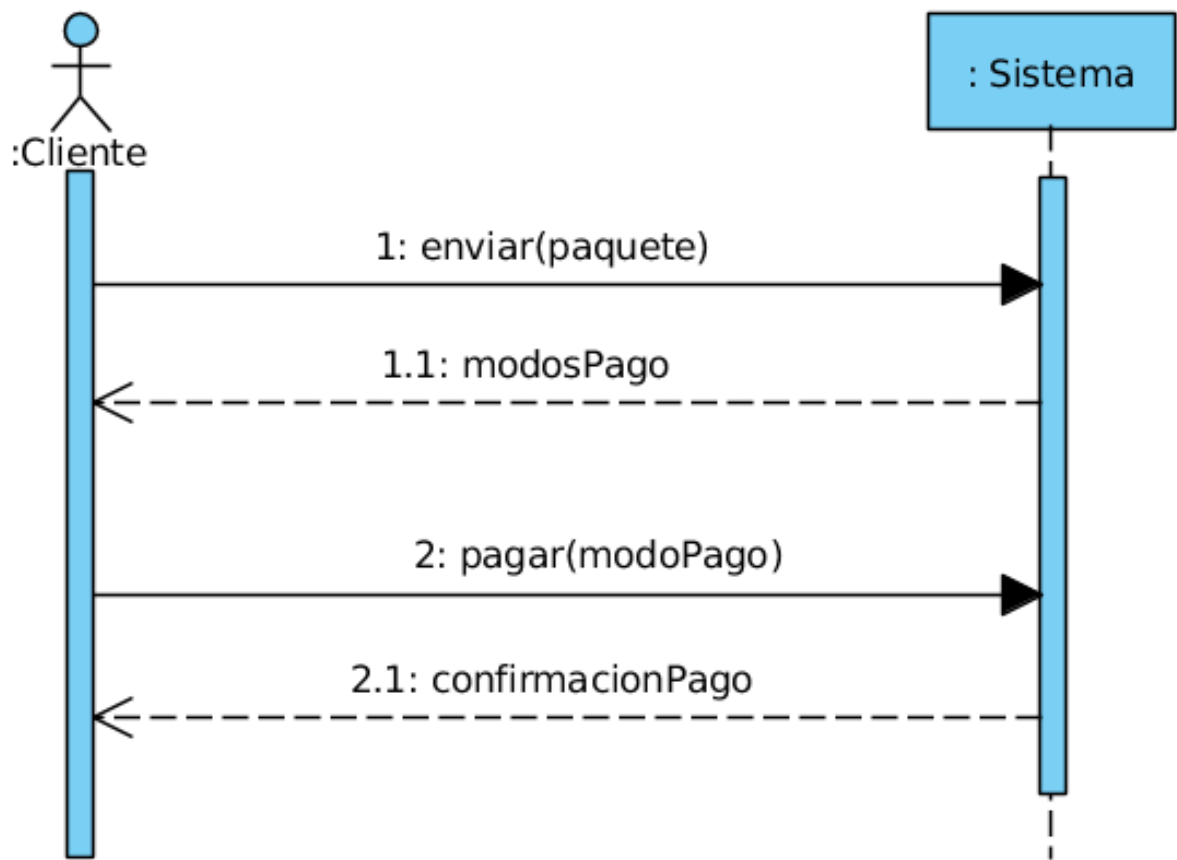 : Sistema
:Cliente
1: enviar(paquete)
1.1: modosPago
2: pagar(modoPago)
2.1: confirmacionPago